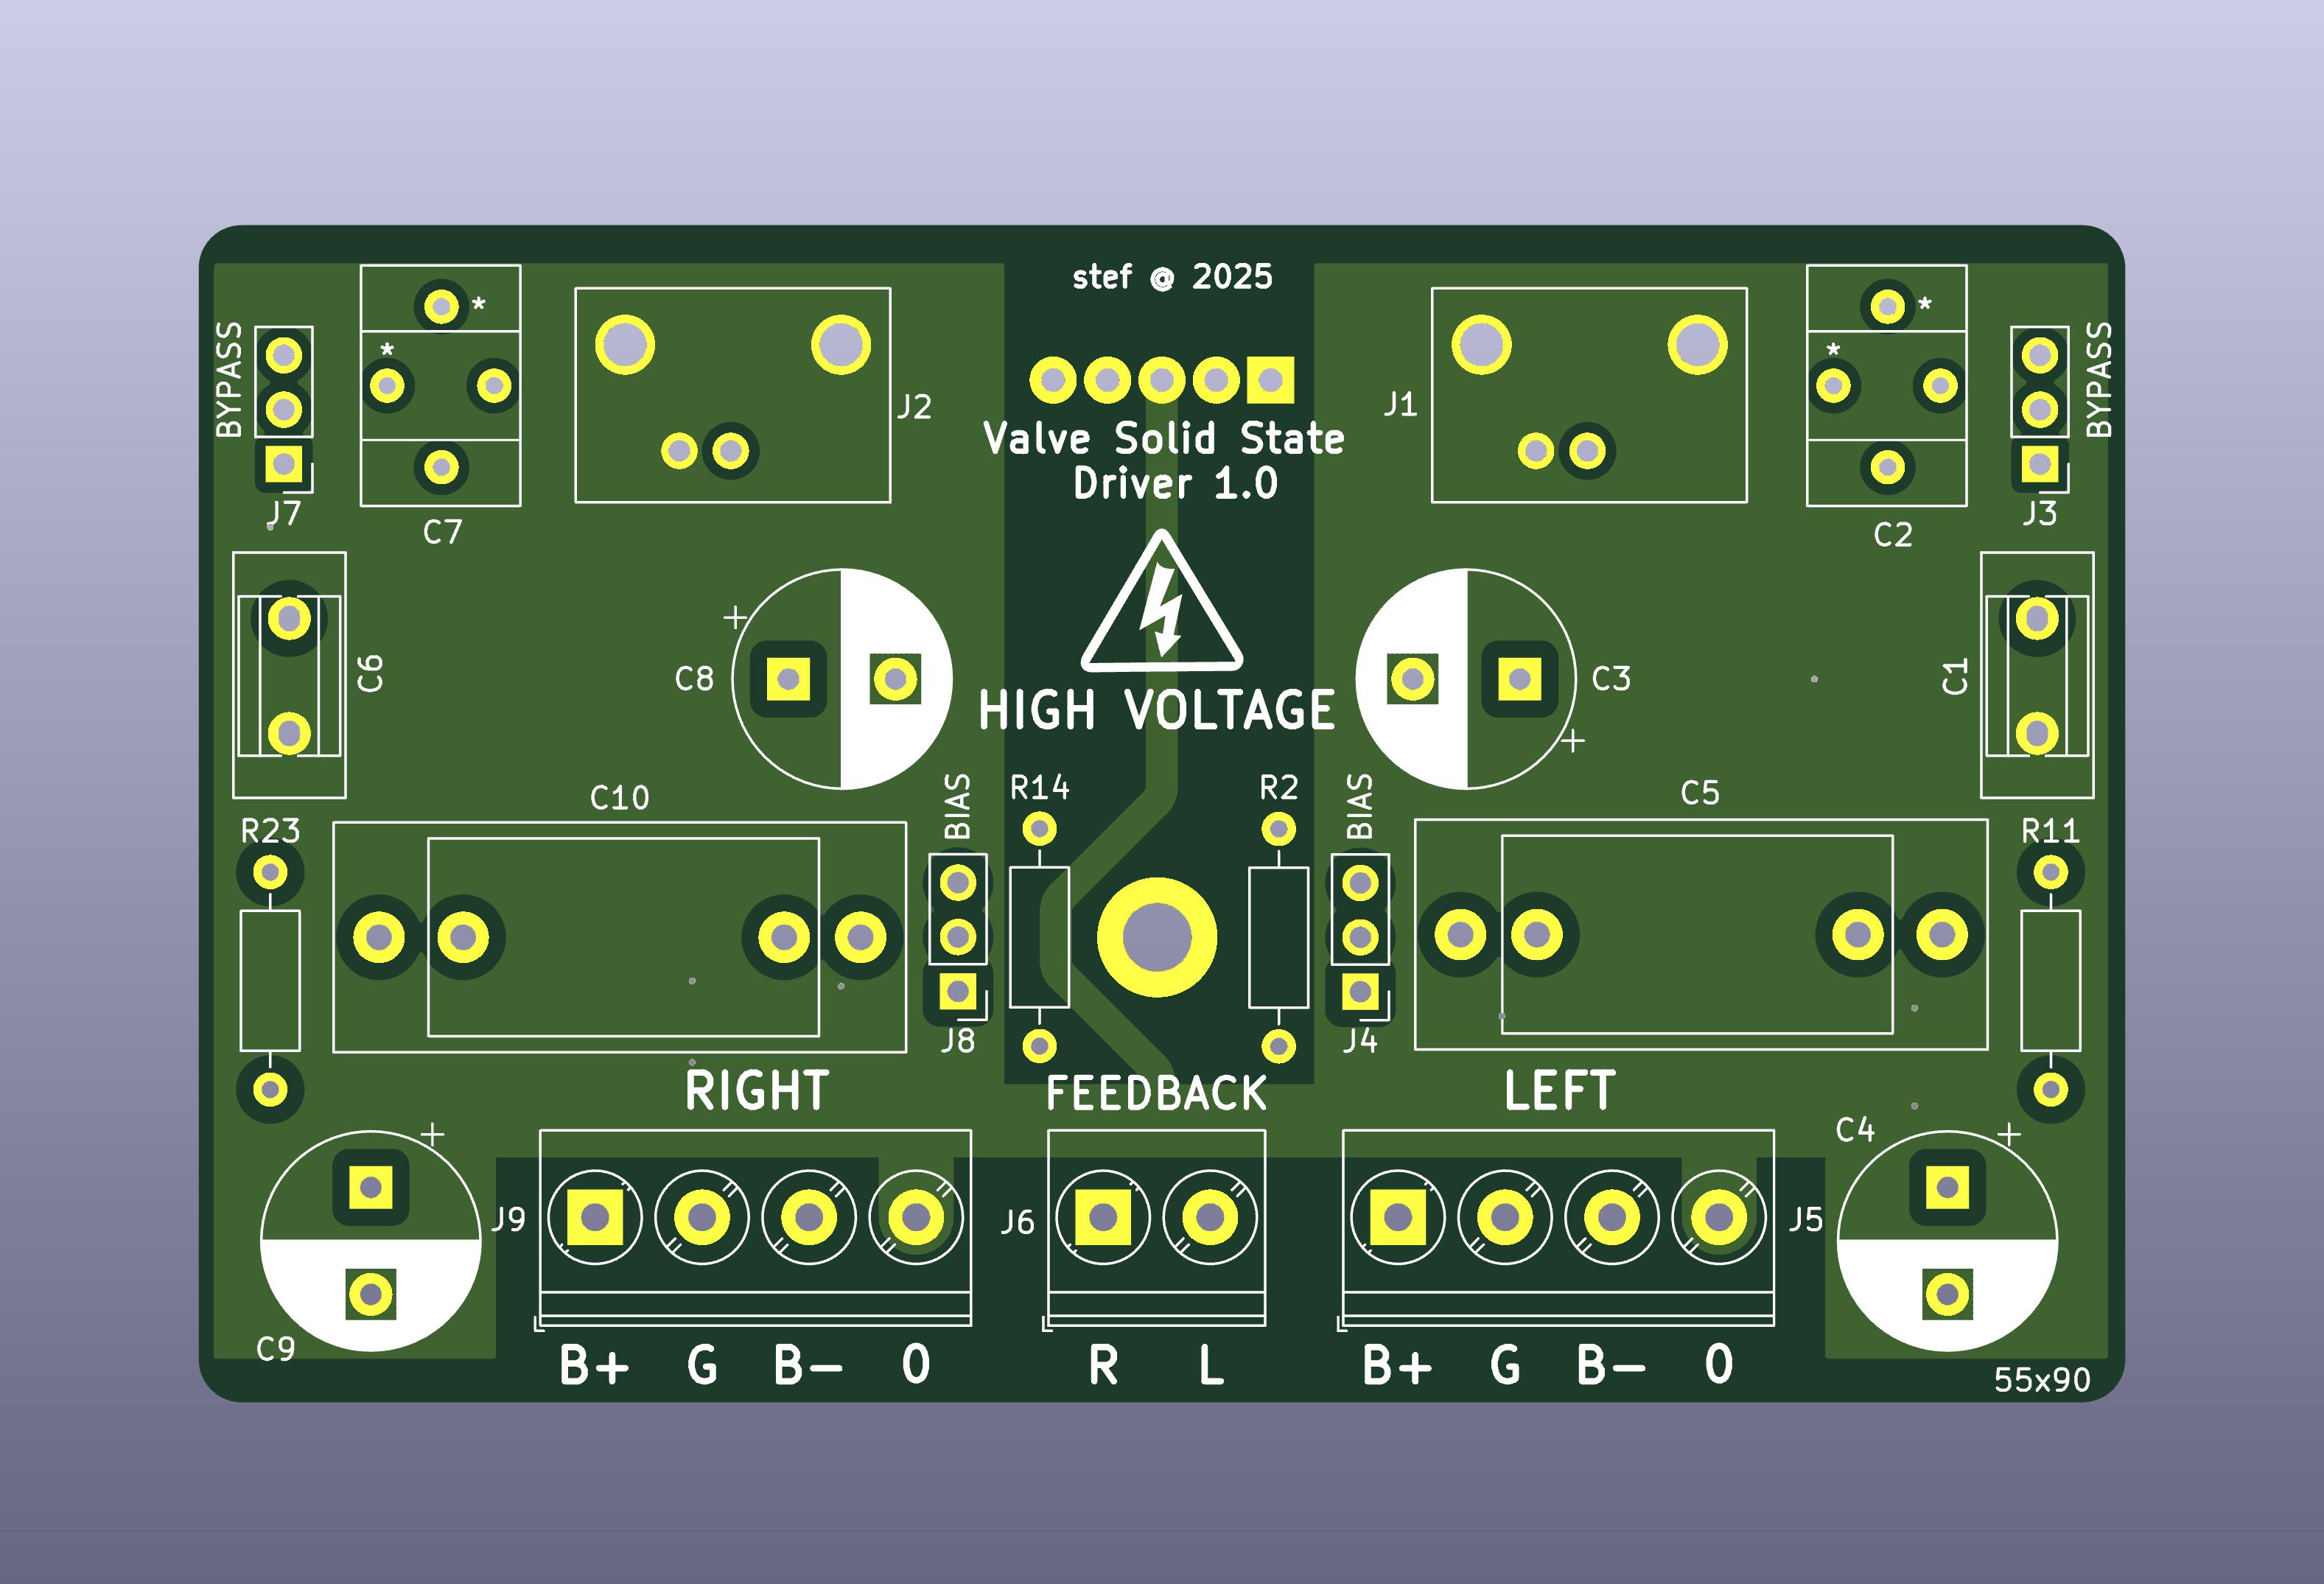 stef @ 2025
BYPASS
*
*
J2
J1
*
*
BYPASS
Valve Solid State
Driver 1.0
J7
C7
C2
J3
C6
+
C8
HIGH VOLTAGE
C3
+
C1
C10
BIAS
R14
R2
BIAS
C5
R23
R11
J8
J4
RIGHT
FEEDBACK
LEFT
+
C4
+
J9
J6
J5
C9
B+ G B- O
R L
B+ G B- O
55x90